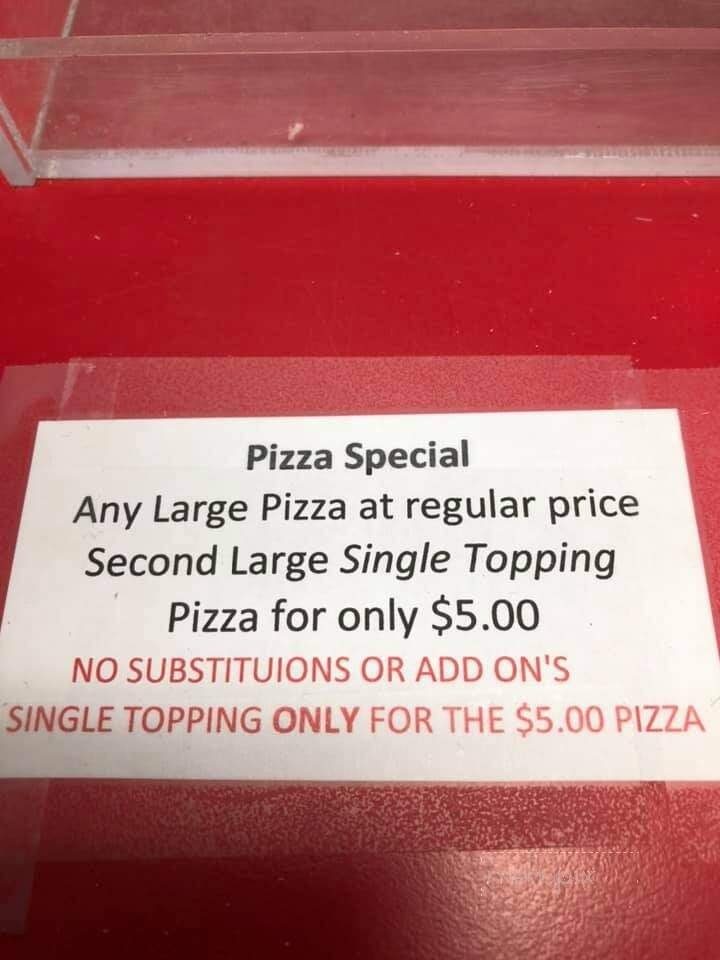 Pizza Special
Any Large Pizza at regular price
Second Large Single Topping
Pizza for only $5.00
NO SUBSTITUIONS OR ADD ON'S
SINGLE TOPPING ONLY FOR THE $5.00 PIZZA